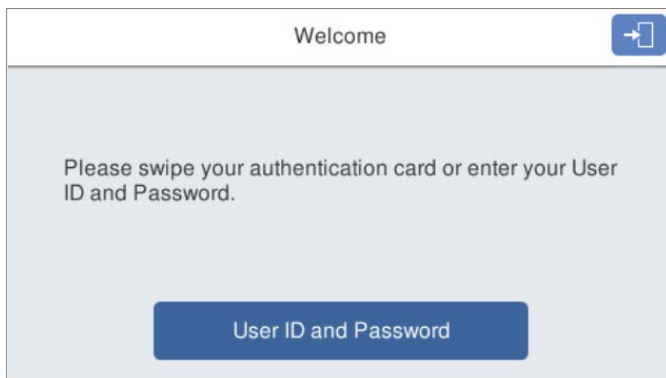 Welcome
Please swipe your authentication card or enter your User
ID and Password.
User ID and Password